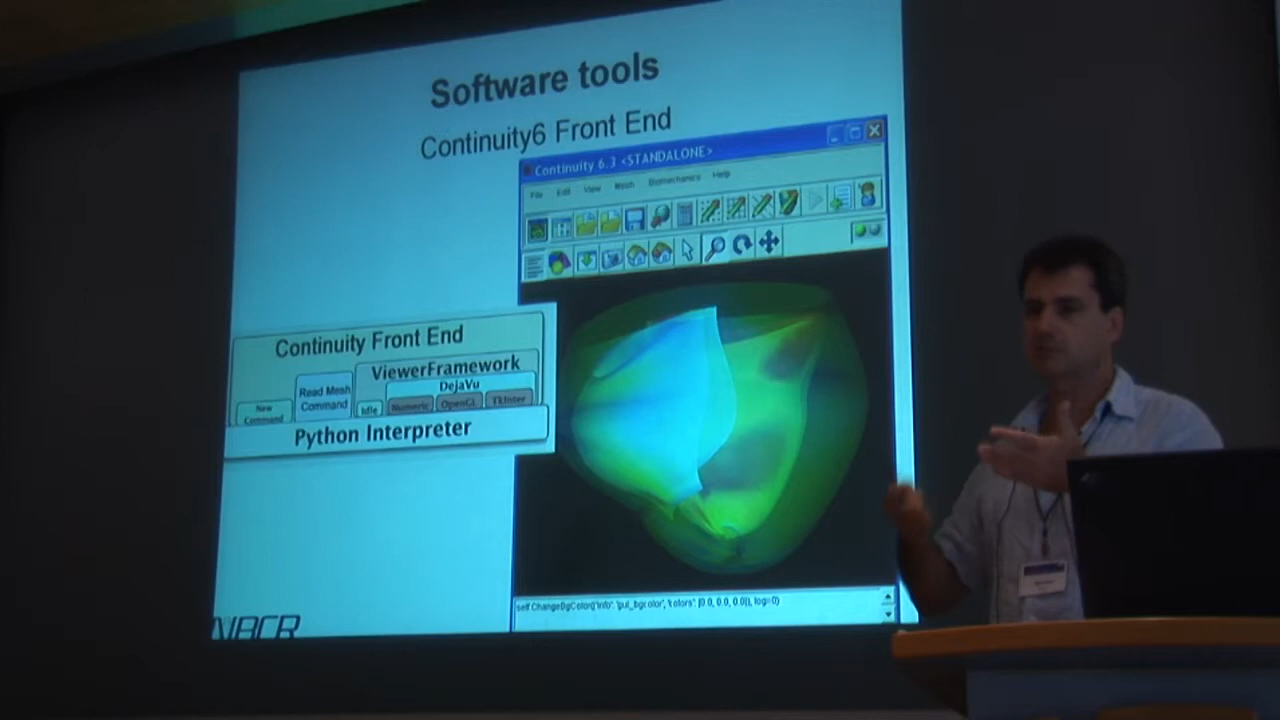 Software tools
Continuity6 Front End
Continuity 6.3 <STANDALONE>
File Edit View Mesh Biomechanics Help
Continuity Front End
ViewerFramework
DejaVu
Read Mesh
Command
New
Command
Idle Numeric OpenGL TkInter
Python Interpreter
NBCR